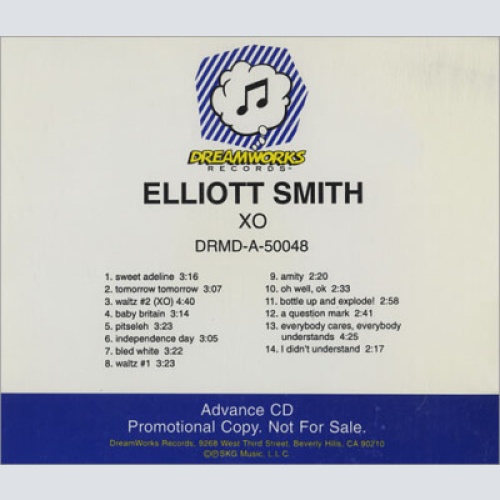 DREAMWORKS
RECORDS
ELLIOTT SMITH
XO
DRMD-A-50048
1. sweet adeline 3:16
2. tomorrow tomorrow 3:07
3. waltz #2 (XO) 4:40
4. baby britain 3:14
5. pitseleh 3:23
6. independence day 3:05
7. bled white 3:22
8. waltz #1 3:23
9. amity 2:20
10. oh well, ok 2:33
11. bottle up and explode! 2:58
12. a question mark 2:41
13. everybody cares, everybody
understands 4:25
14. I didn't understand 2:17
Advance CD
Promotional Copy. Not For Sale.
DreamWorks Records, 9268 West Third Street, Beverly Hills, CA 90210
©℗SKG Music, L.L.C.